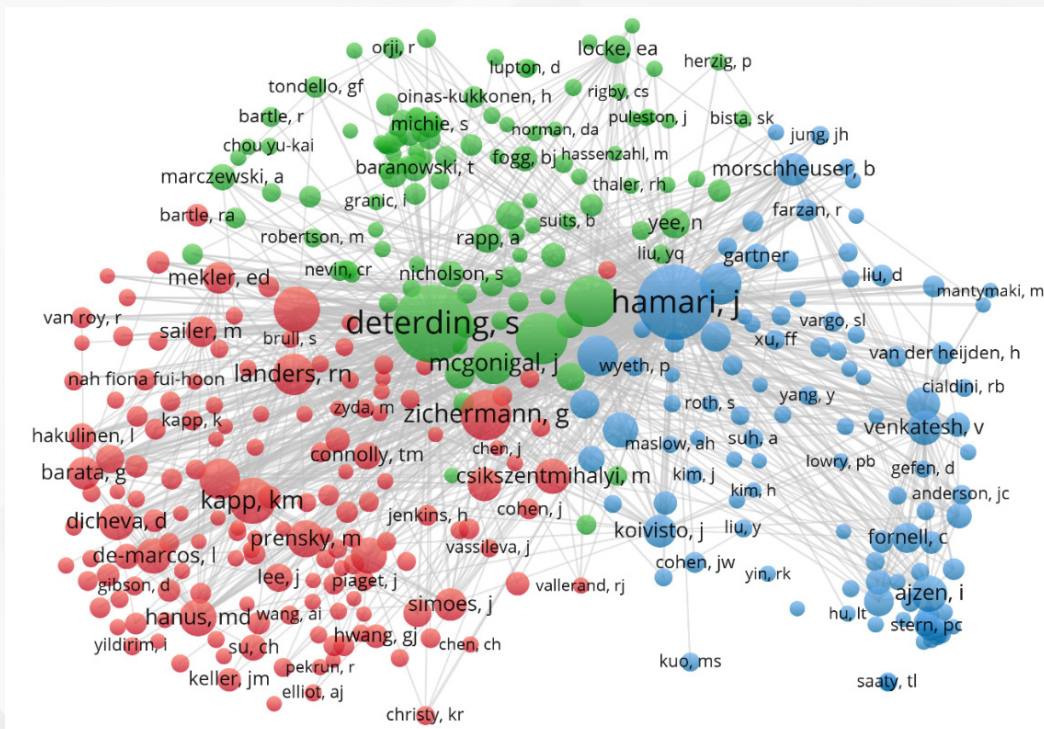 orji, r
locke, ea
lupton, d
herzig, p
tondello, gf
oinas-kukkonen, h
rigby, cs
bartle, r
michie, s
norman, da
puleston, j
bista, sk
jung, jh
chou yu-kai
baranowski, t
fogg, bj
hassenzahl, m
morschheuser, b
marczewski, a
granic, i
thaler, rh
bartle, ra
suits, b
yee, n
farzan, r
robertson, m
rapp, a
liu, yq
gartner
mekler, ed
nevin, cr
nicholson, s
liu, d
mantymaki, m
hamari, j
van roy, r
sailer, m
brull, s
deterding, s
vargo, sl
xu, ff
van der heijden, h
mcgonigal, j
wyeth, p
landers, rn
nah fiona fui-hoon
cialdini, rb
yang, y
zyda, m
zichermann, g
roth, s
kapp, k
venkatesh, v
hakulinen, l
chen, j
maslow, ah
suh, a
connolly, tm
lowry, pb
gefen, d
barata, g
csikszentmihalyi, m
kim, j
kim, h
anderson, jc
kapp, km
jenkins, h
cohen, j
dicheva, d
koivisto, j
liu, y
fornell, c
prensky, m
vassileva, j
de-marcos, l
cohen, jw
yin, rk
gibson, d
lee, j
piaget, j
vallerand, rj
ajzen, i
simoes, j
hanus, md
wang, ai
hu, lt
stern, pc
yildirim, i
su, ch
hwang, gj
chen, ch
pekrun, r
kuo, ms
keller, jm
elliot, aj
saaty, tl
christy, kr